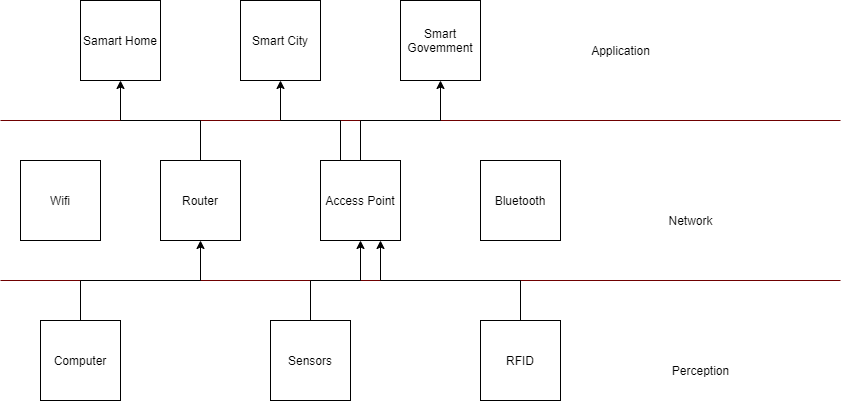 Samart Home
Smart City
Smart
Govemment
Application
Wifi
Router
Access Point
Bluetooth
Network
Computer
Sensors
RFID
Perception